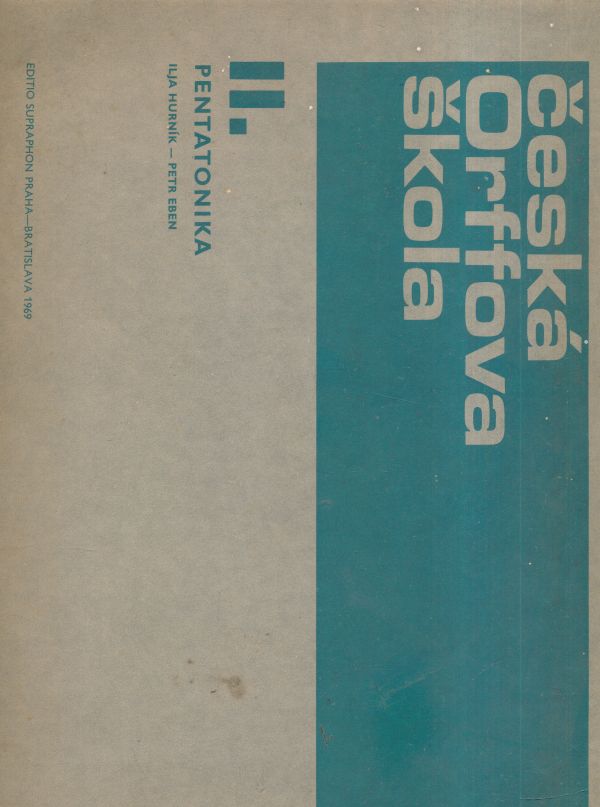 česká
Orffova
škola
II.
PENTATONIKA
ILJA HURNÍK — PETR EBEN
EDITIO SUPRAPHON PRAHA—BRATISLAVA 1969